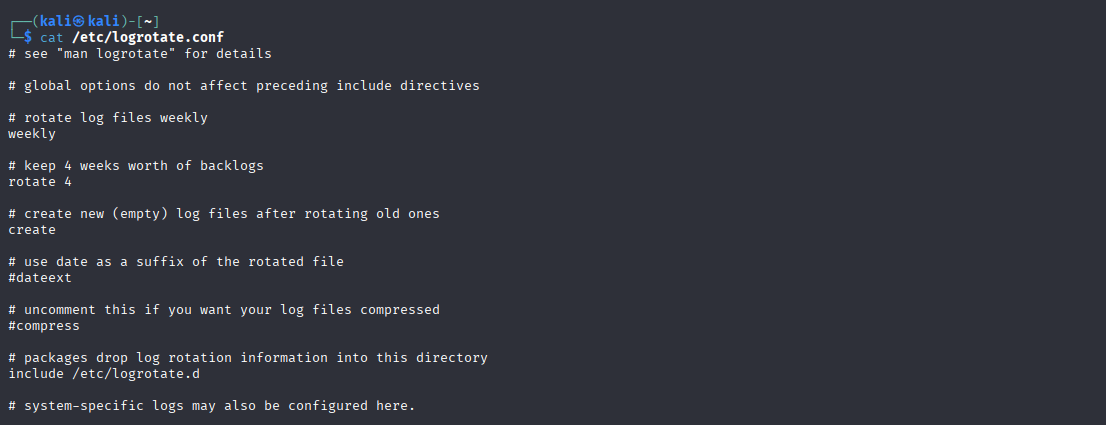 ┌──(kali㉿kali)-[~]
└─$ cat /etc/logrotate.conf
# see "man logrotate" for details
# global options do not affect preceding include directives
# rotate log files weekly
weekly
# keep 4 weeks worth of backlogs
rotate 4
# create new (empty) log files after rotating old ones
create
# use date as a suffix of the rotated file
#dateext
# uncomment this if you want your log files compressed
#compress
# packages drop log rotation information into this directory
include /etc/logrotate.d
# system-specific logs may also be configured here.